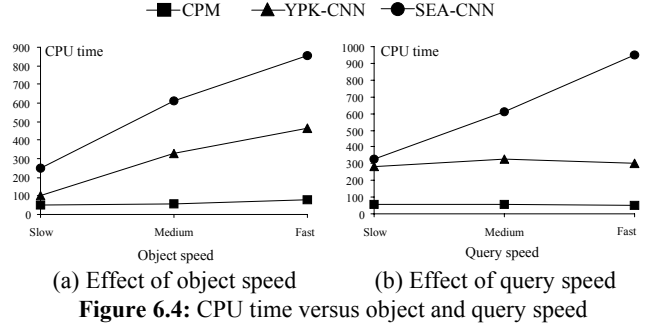 CPM YPK-CNN SEA-CNN
CPU time
900
800
700
600
500
400
300
200
100
0
Slow Medium Fast
Object speed
CPU time
1000
900
800
700
600
500
400
300
200
100
0
Slow Medium Fast
Query speed
(a) Effect of object speed (b) Effect of query speed
Figure 6.4: CPU time versus object and query speed